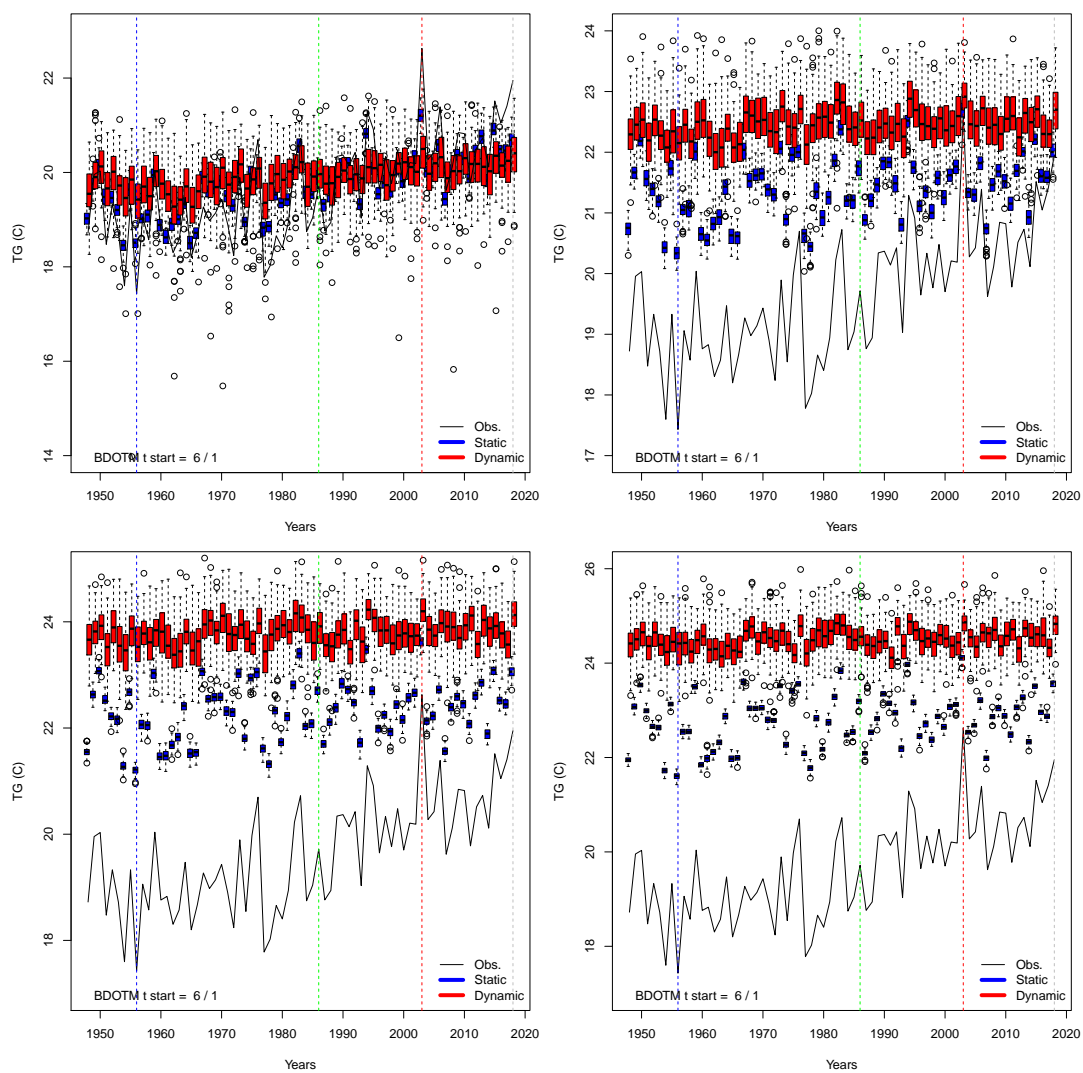 TG (C)
22
20
18
16
14
Obs.
Static
Dynamic
BDOTM t start = 6 / 1
1950 1960 1970 1980 1990 2000 2010 2020
Years
TG (C)
24
23
22
21
20
19
18
17
Obs.
Static
Dynamic
BDOTM t start = 6 / 1
1950 1960 1970 1980 1990 2000 2010 2020
Years
TG (C)
24
22
20
18
Obs.
Static
Dynamic
BDOTM t start = 6 / 1
1950 1960 1970 1980 1990 2000 2010 2020
Years
TG (C)
26
24
22
20
18
Obs.
Static
Dynamic
BDOTM t start = 6 / 1
1950 1960 1970 1980 1990 2000 2010 2020
Years